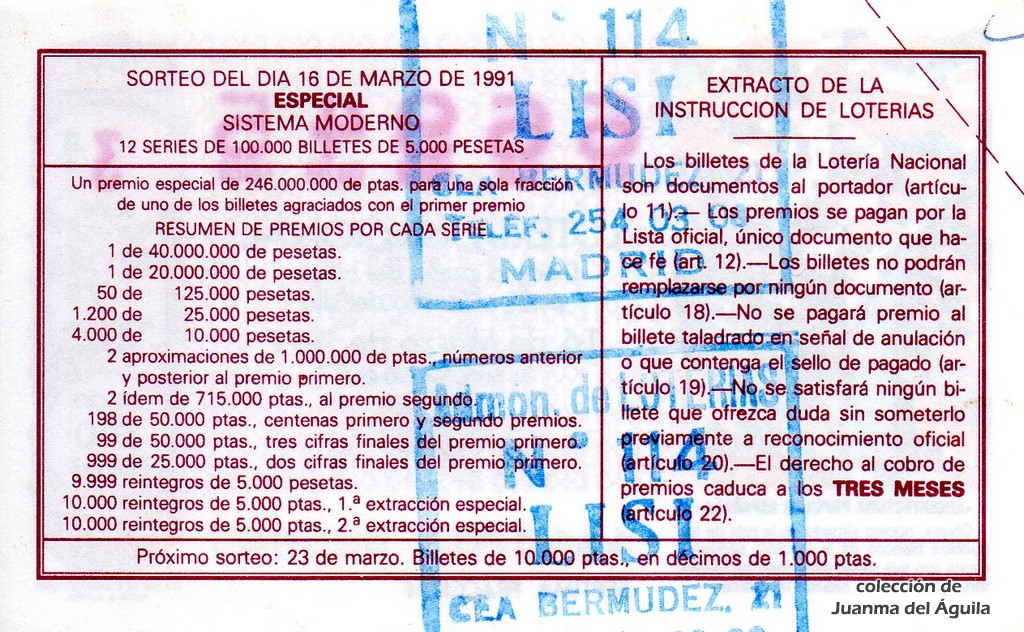 SORTEO DEL DIA 16 DE MARZO DE 1991
ESPECIAL
SISTEMA MODERNO
12 SERIES DE 100.000 BILLETES DE 5.000 PESETAS
Un premio especial de 246.000.000 de ptas. para una sola fracción
de uno de los billetes agraciados con el primer premio
RESUMEN DE PREMIOS POR CADA SERIE
1 de 40.000.000 de pesetas.
1 de 20.000.000 de pesetas.
50 de 125.000 pesetas.
1.200 de 25.000 pesetas.
4.000 de 10.000 pesetas.
2 aproximaciones de 1.000.000 de ptas., números anterior
y posterior al premio primero.
2 ídem de 715.000 ptas., al premio segundo.
198 de 50.000 ptas., centenas primero y segundo premios.
99 de 50.000 ptas., tres cifras finales del premio primero.
999 de 25.000 ptas., dos cifras finales del premio primero.
9.999 reintegros de 5.000 pesetas.
10.000 reintegros de 5.000 ptas., 1.ª extracción especial.
10.000 reintegros de 5.000 ptas., 2.ª extracción especial.
EXTRACTO DE LA
INSTRUCCION DE LOTERIAS
Los billetes de la Lotería Nacional
son documentos al portador (artícu-
lo 11).— Los premios se pagan por la
Lista oficial, único documento que ha-
ce fe (art. 12).—Los billetes no podrán
remplazarse por ningún documento (ar-
tículo 18).—No se pagará premio al
billete taladrado en señal de anulación
o que contenga el sello de pagado (ar-
tículo 19).—No se satisfará ningún bi-
llete que ofrezca duda sin someterlo
previamente a reconocimiento oficial
(artículo 20).—El derecho al cobro de
premios caduca a los TRES MESES
(artículo 22).
Próximo sorteo: 23 de marzo. Billetes de 10.000 ptas., en décimos de 1.000 ptas.
N° 114
LISI
CEA BERMUDEZ, 21
TELEF. 254 03
MADRID
Admon. de LOTERIAS
N° 114
LISI
CEA BERMUDEZ, 21
colección de
Juanma del Águila